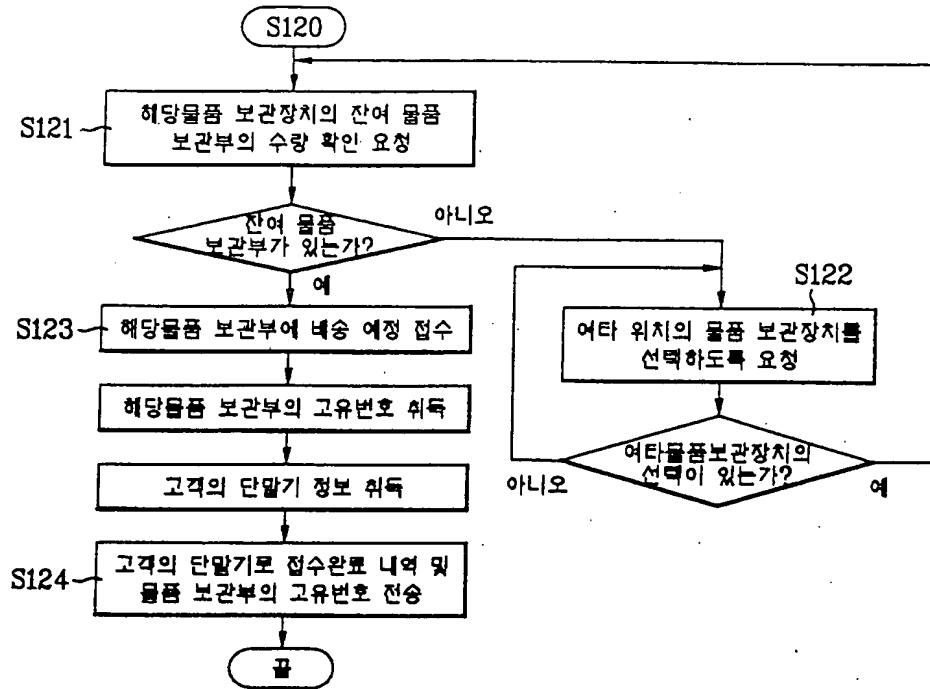 S120
S121
해당물품 보관장치의 잔여 물품
보관부의 수량 확인 요청
잔여 물품
보관부가 있는가?
아니오
예
S122
여타 위치의 물품 보관장치를
선택하도록 요청
여타물품보관장치의
선택이 있는가?
아니오
예
S123
해당물품 보관부에 배송 예정 접수
해당물품 보관부의 고유번호 취득
고객의 단말기 정보 취득
S124
고객의 단말기로 접수완료 내역 및
물품 보관부의 고유번호 전송
끝